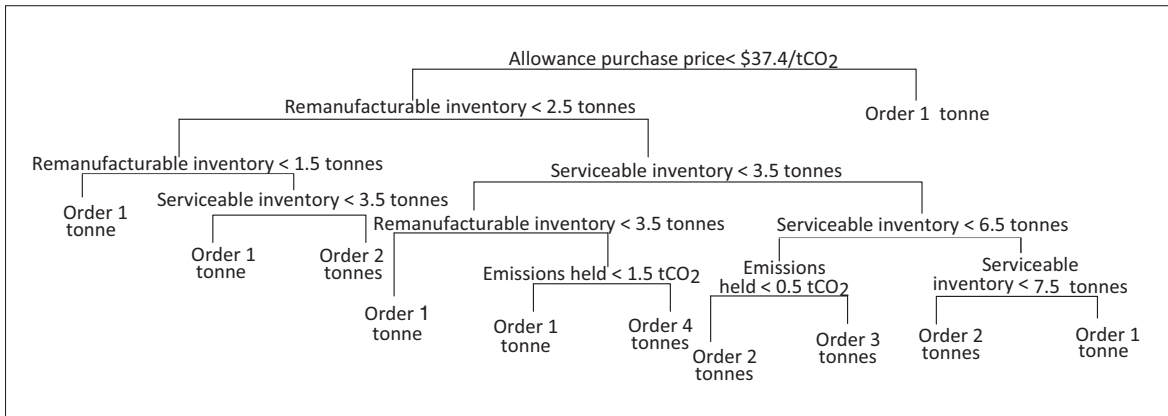 Allowance purchase price< $37.4/tCO2
Remanufacturable inventory < 2.5 tonnes
Order 1 tonne
Remanufacturable inventory < 1.5 tonnes
Serviceable inventory < 3.5 tonnes
Order 1
tonne
Serviceable inventory < 3.5 tonnes
Remanufacturable inventory < 3.5 tonnes
Serviceable inventory < 6.5 tonnes
Order 1
tonne
Order 2
tonnes
Emissions held < 1.5 tCO2
Emissions
held < 0.5 tCO2
Serviceable
inventory < 7.5 tonnes
Order 1
tonne
Order 1
tonne
Order 4
tonnes
Order 2
tonnes
Order 3
tonnes
Order 2
tonnes
Order 1
tonne